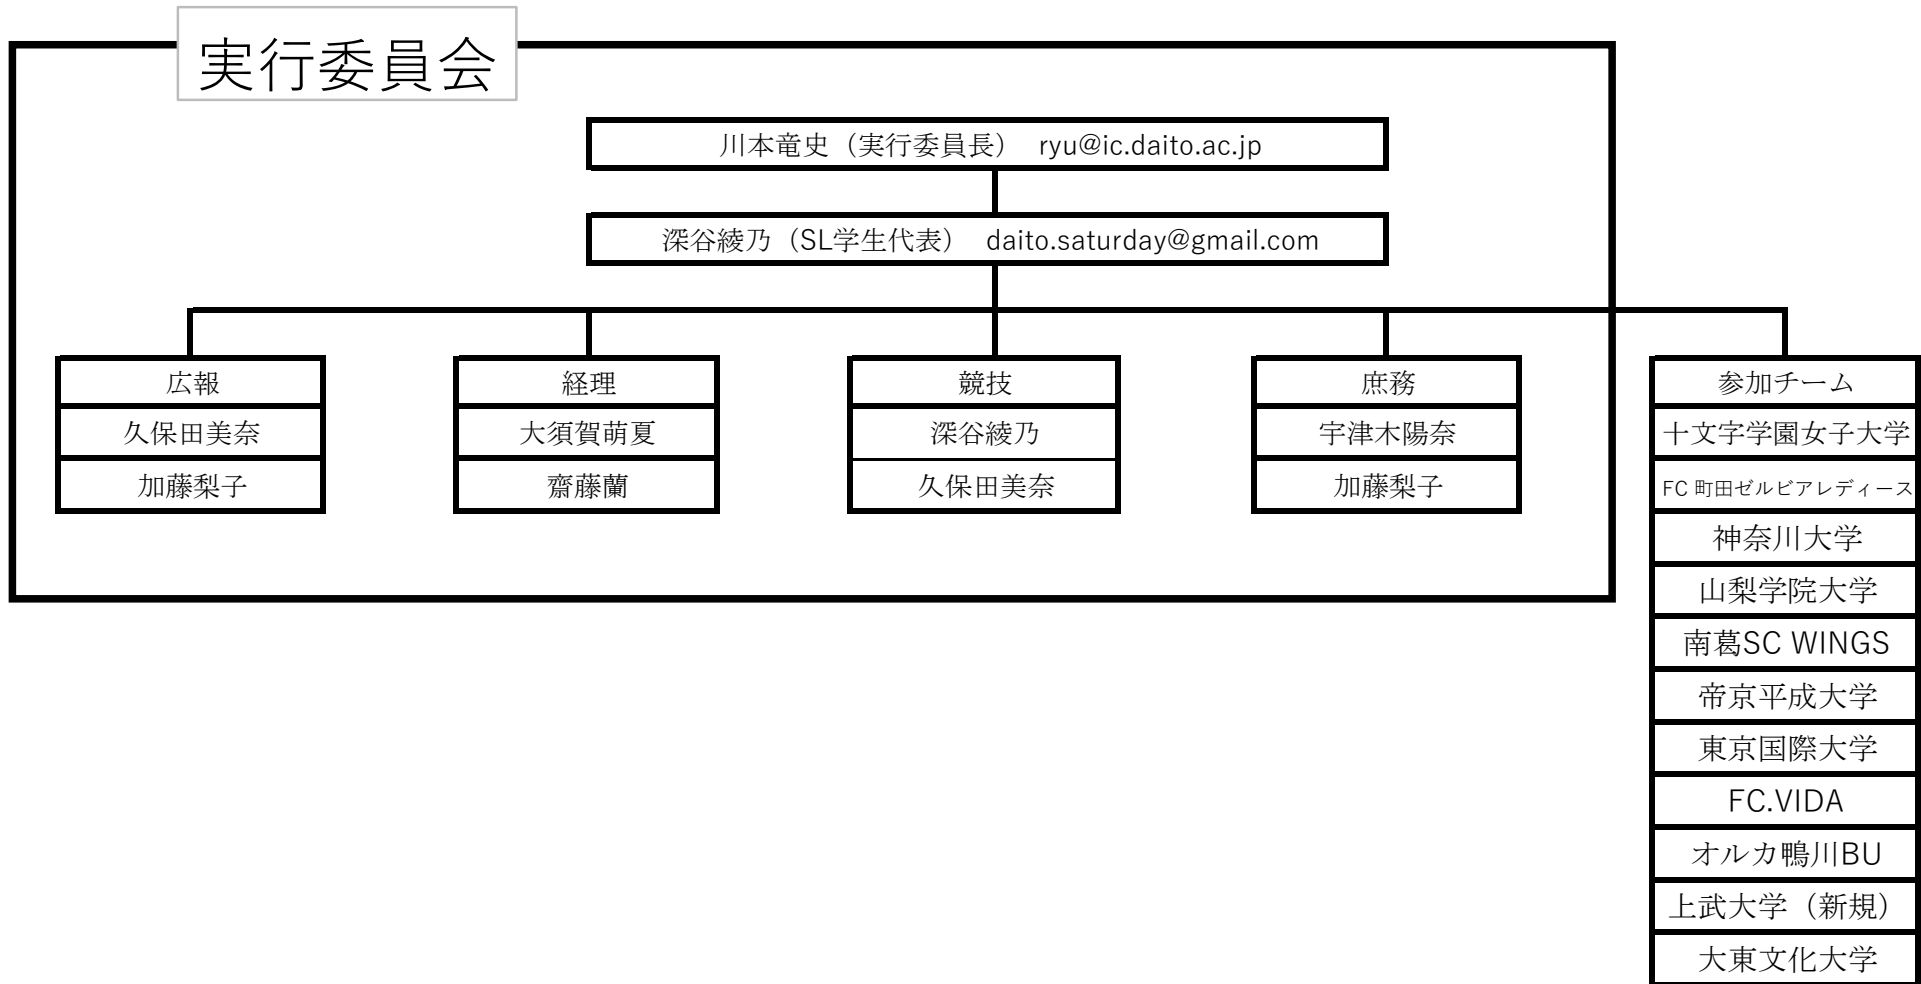 実行委員会
川本竜史（実行委員長） ryu@ic.daito.ac.jp
深谷綾乃（SL学生代表） daito.saturday@gmail.com
広報
久保田美奈
加藤梨子
経理
大須賀萌夏
齋藤蘭
競技
深谷綾乃
久保田美奈
庶務
宇津木陽奈
加藤梨子
参加チーム
十文字学園女子大学
FC 町田ゼルビアレディース
神奈川大学
山梨学院大学
南葛SC WINGS
帝京平成大学
東京国際大学
FC.VIDA
オルカ鴨川BU
上武大学（新規）
大東文化大学